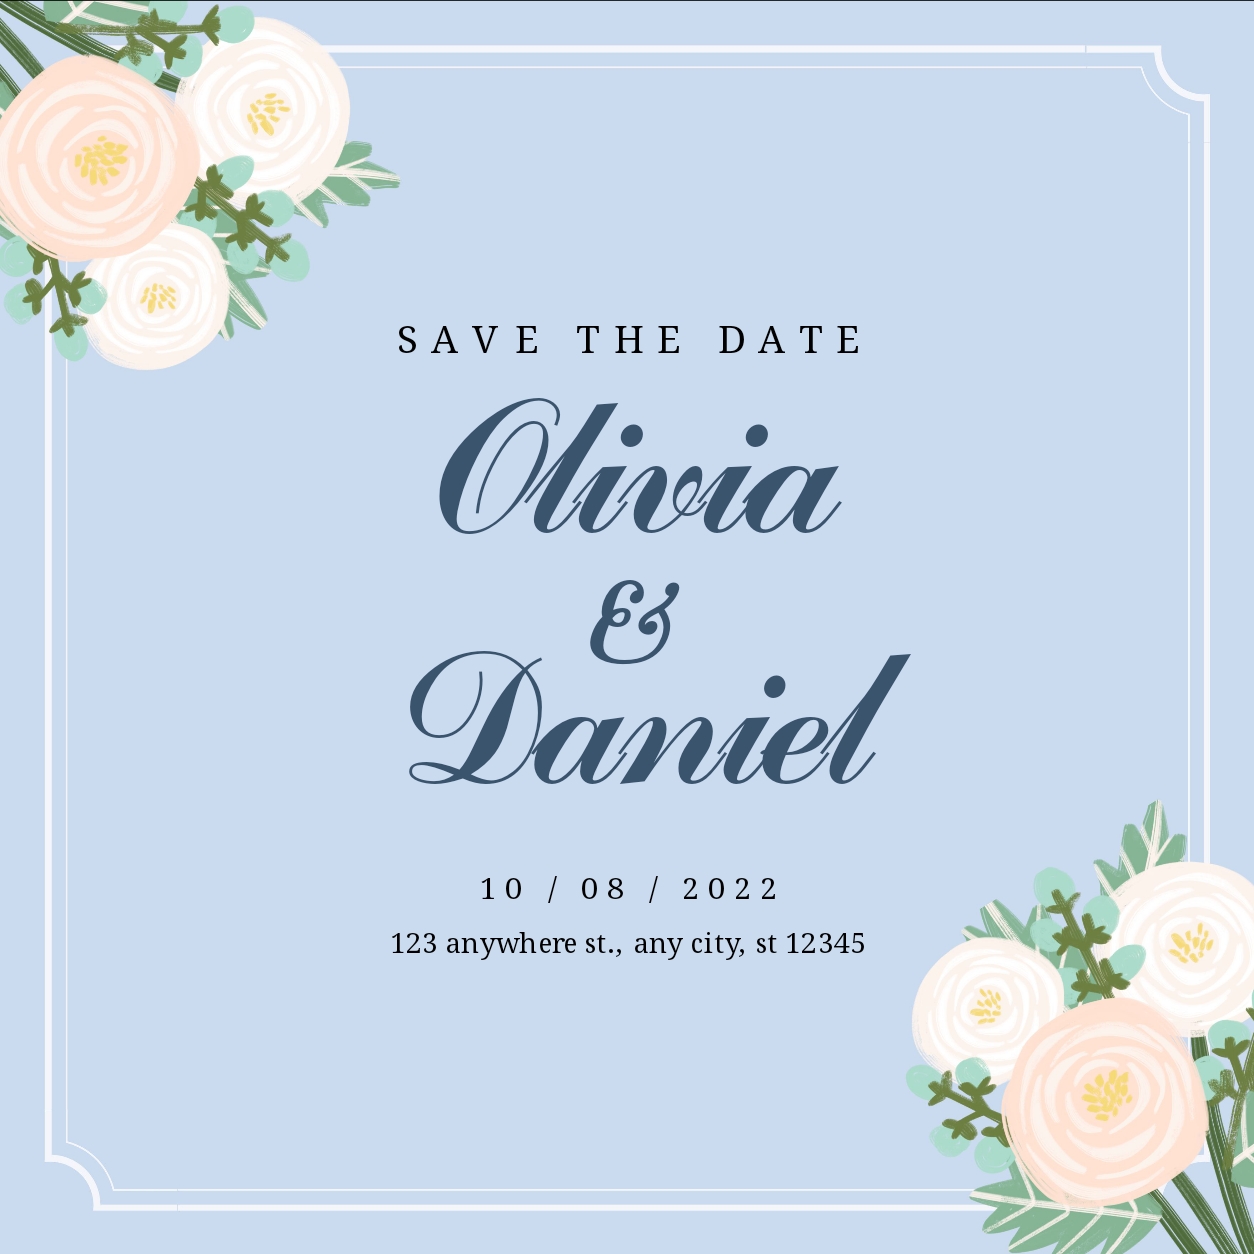 SAVE THE DATE
Olivia
&
Daniel
10 / 08 / 2022
123 anywhere st., any city, st 12345